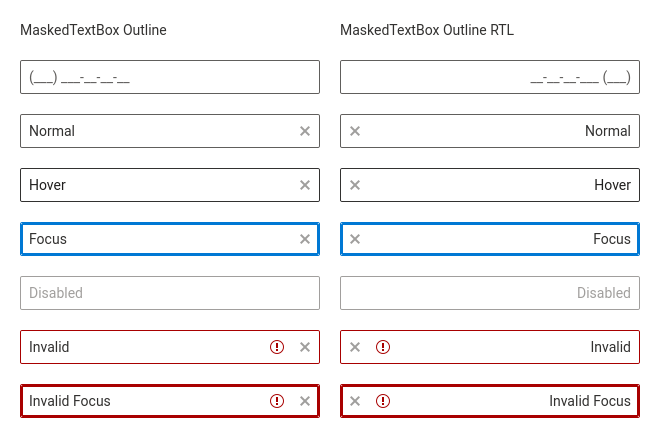 MaskedTextBox Outline
MaskedTextBox Outline RTL
(___) ___-__-__-__
__-__-__-___ (___)
Normal
Normal
Hover
Hover
Focus
Focus
Disabled
Disabled
Invalid
Invalid
Invalid Focus
Invalid Focus